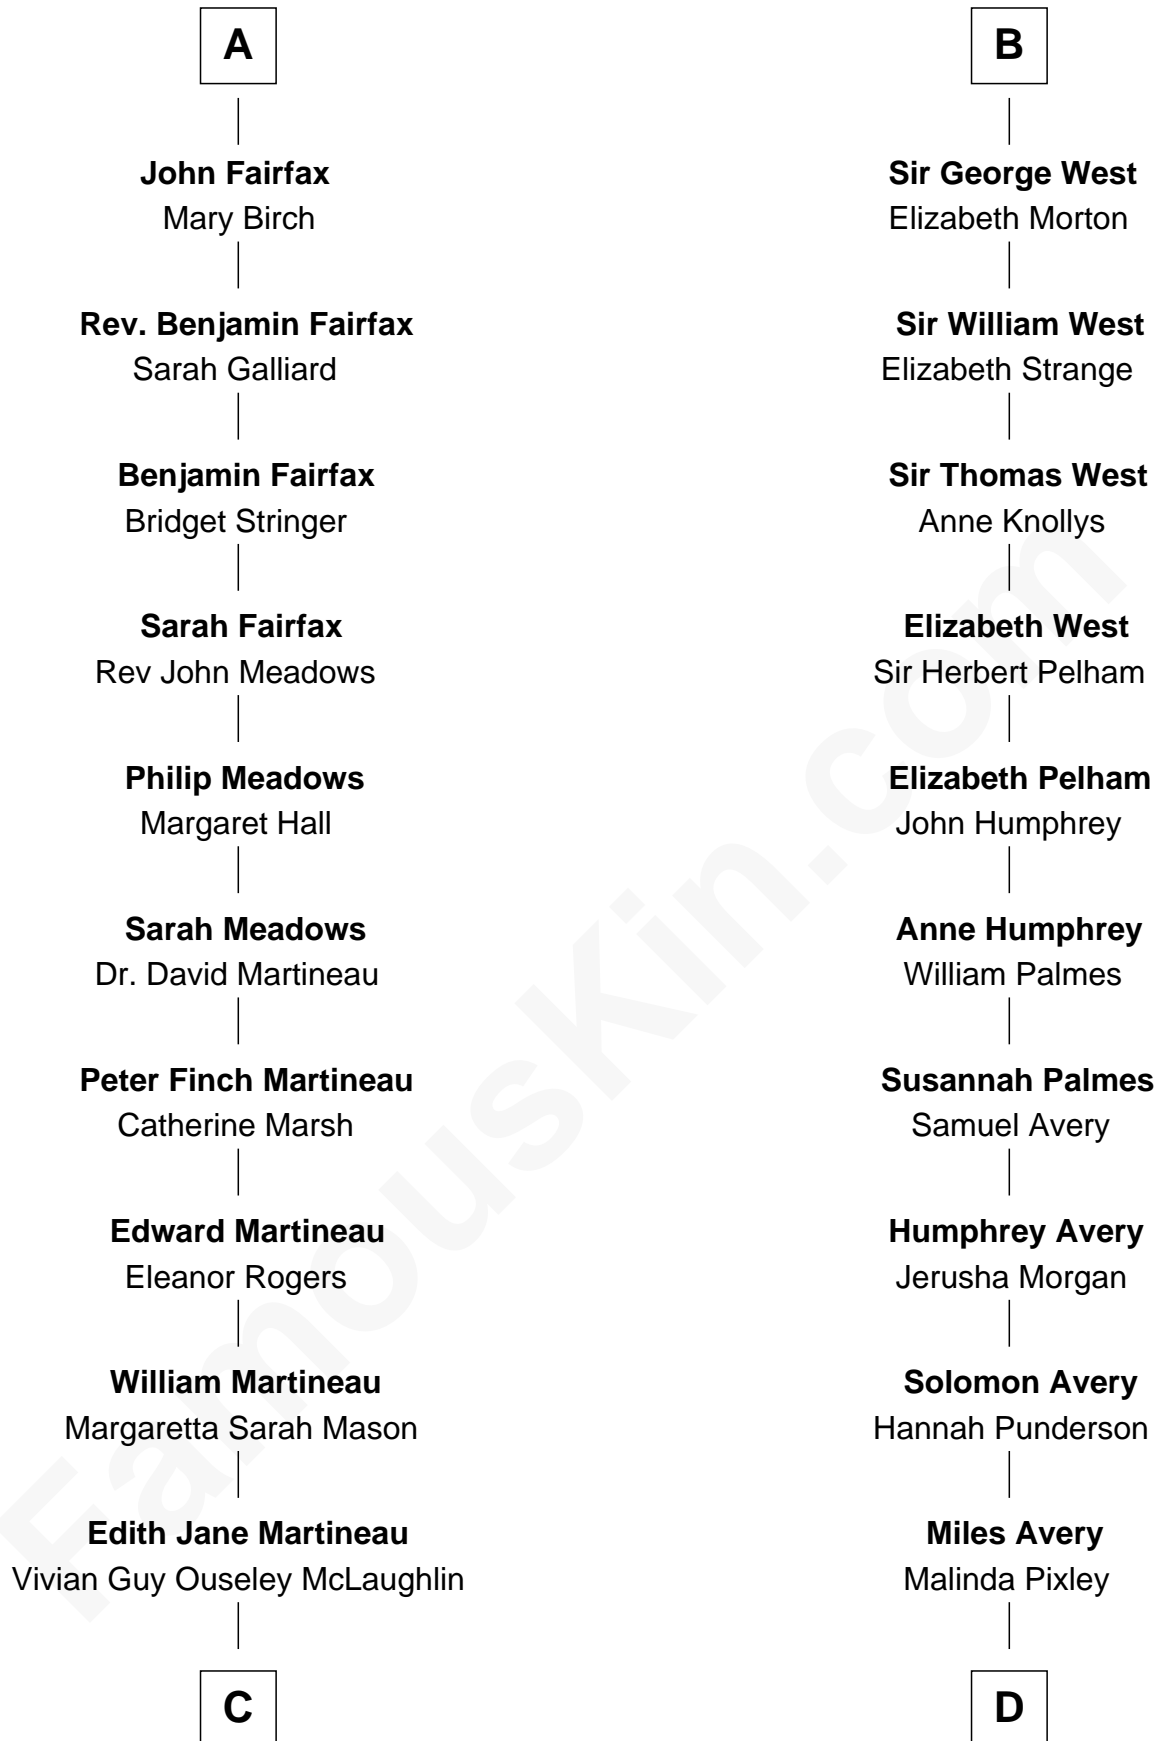 A
John Fairfax
Mary Birch
Rev. Benjamin Fairfax
Sarah Galliard
Benjamin Fairfax
Bridget Stringer
Sarah Fairfax
Rev John Meadows
Philip Meadows
Margaret Hall
Sarah Meadows
Dr. David Martineau
Peter Finch Martineau
Catherine Marsh
Edward Martineau
Eleanor Rogers
William Martineau
Margaretta Sarah Mason
Edith Jane Martineau
Vivian Guy Ouseley McLaughlin
C
B
Sir George West
Elizabeth Morton
Sir William West
Elizabeth Strange
Sir Thomas West
Anne Knollys
Elizabeth West
Sir Herbert Pelham
Elizabeth Pelham
John Humphrey
Anne Humphrey
William Palmes
Susannah Palmes
Samuel Avery
Humphrey Avery
Jerusha Morgan
Solomon Avery
Hannah Punderson
Miles Avery
Malinda Pixley
D
FamousKin.com